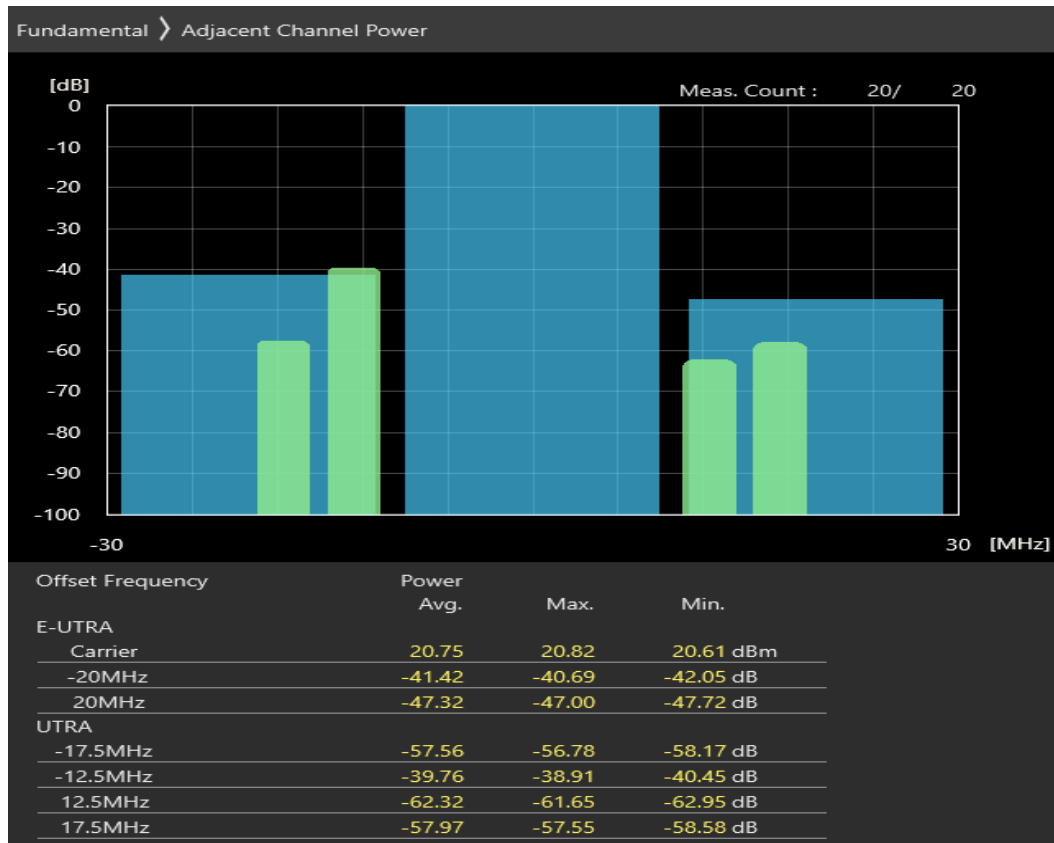 Fundamental 〉 Adjacent Channel Power
[dB]
Meas. Count : 20/ 20
0
-10
-20
-30
-40
-50
-60
-70
-80
-90
-100
-30 30 [MHz]
Offset Frequency Power
Avg. Max. Min.
E-UTRA
Carrier 20.75 20.82 20.61 dBm
-20MHz -41.42 -40.69 -42.05 dB
20MHz -47.32 -47.00 -47.72 dB
UTRA
-17.5MHz -57.56 -56.78 -58.17 dB
-12.5MHz -39.76 -38.91 -40.45 dB
12.5MHz -62.32 -61.65 -62.95 dB
17.5MHz -57.97 -57.55 -58.58 dB